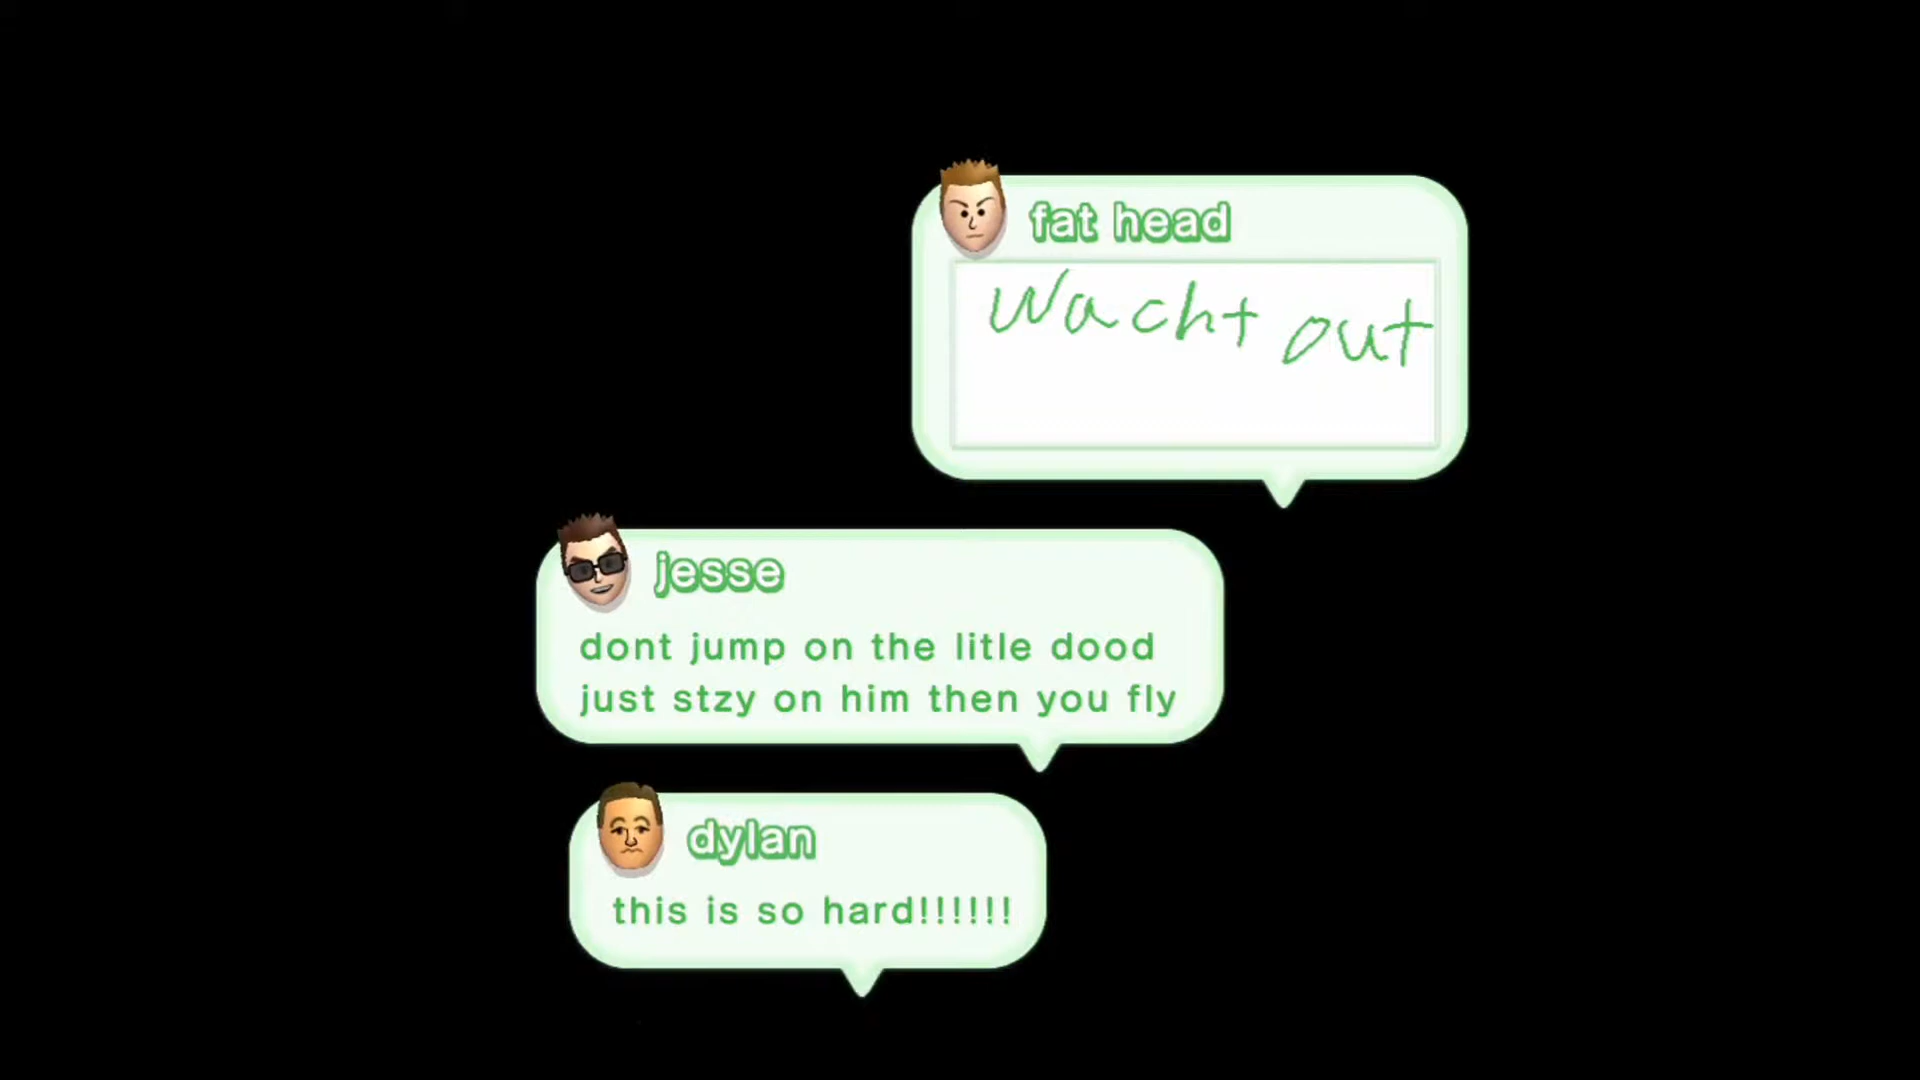 fat head
Wacht out
jesse
dont jump on the litle dood
just stzy on him then you fly
dylan
this is so hard!!!!!!